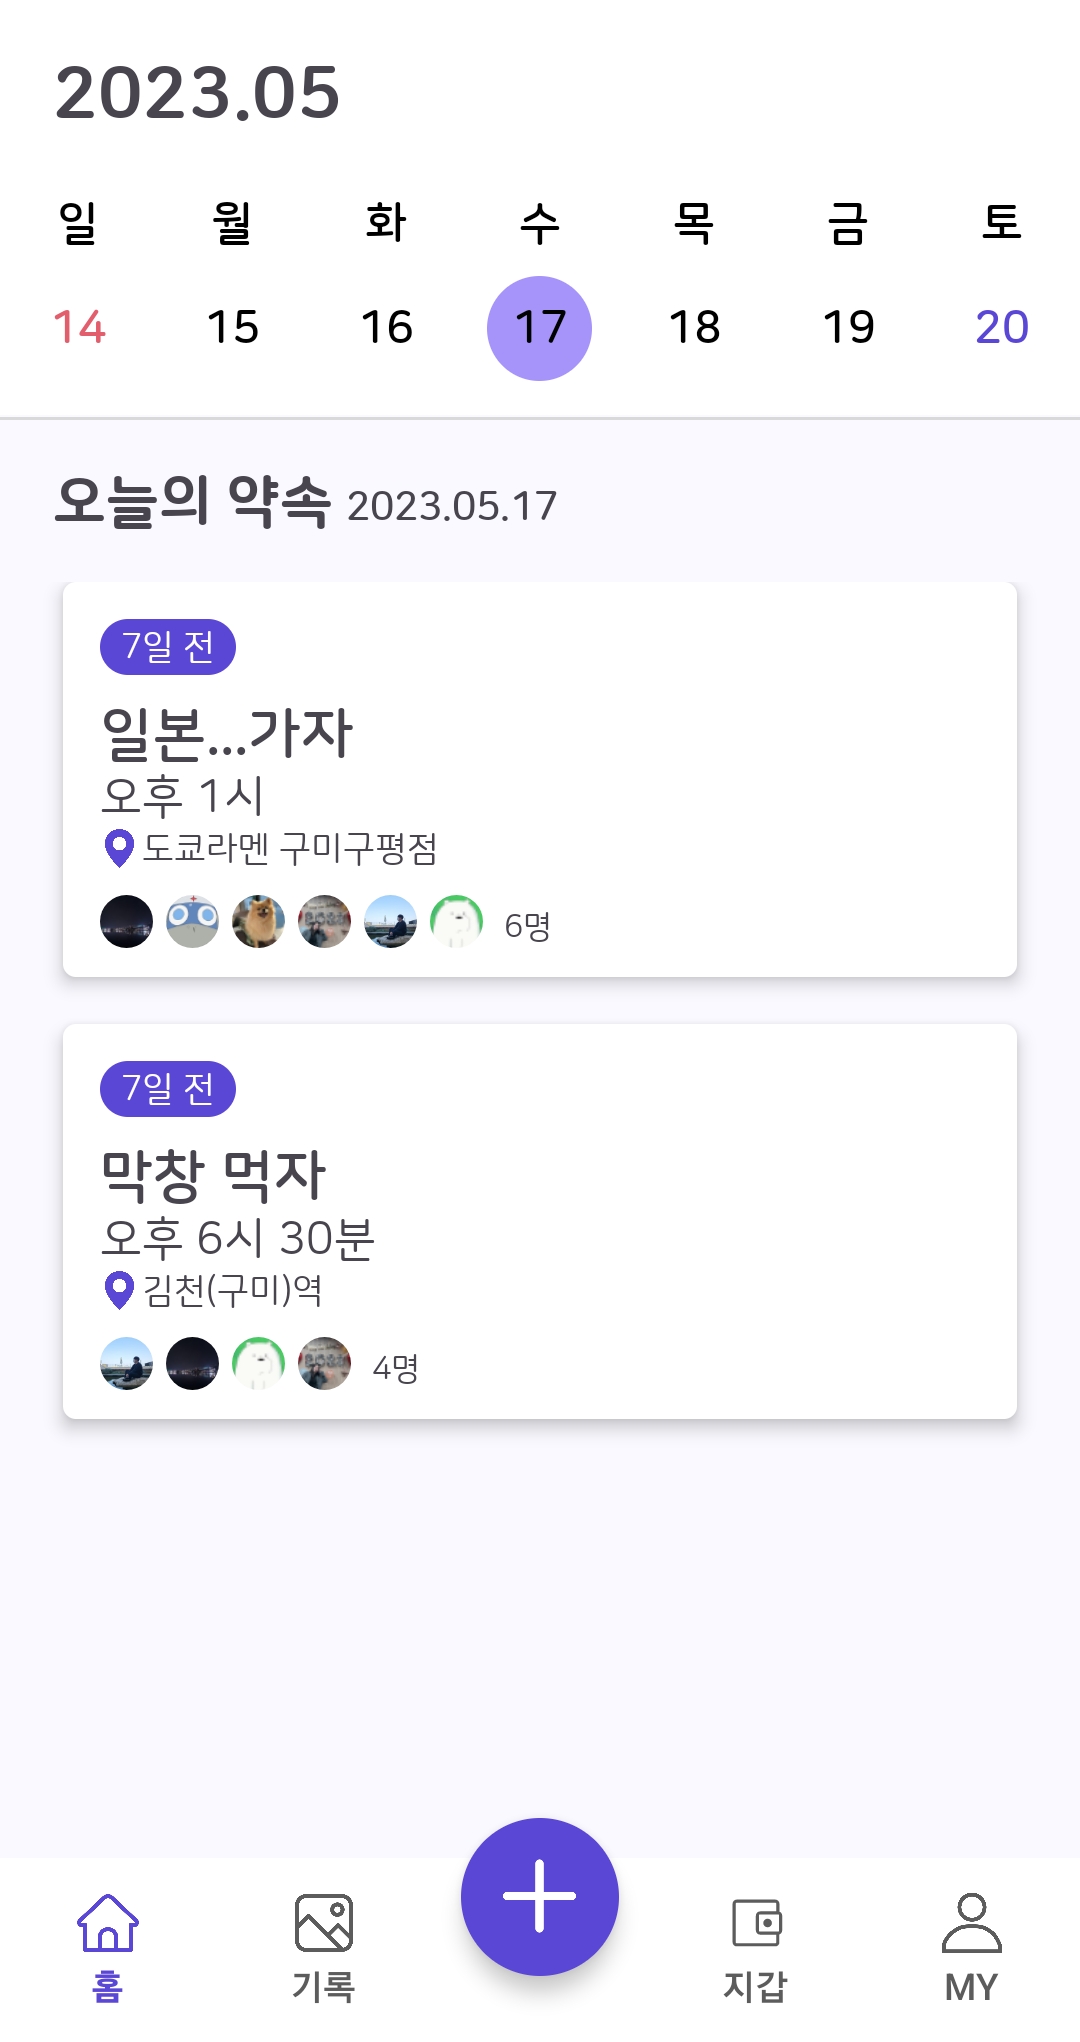 2023.05
일 월 화 수 목 금 토
14 15 16 17 18 19 20
오늘의 약속 2023.05.17
7일 전
일본...가자
오후 1시
도쿄라멘 구미구평점
6명
7일 전
막창 먹자
오후 6시 30분
김천(구미)역
4명
홈 기록 지갑 MY